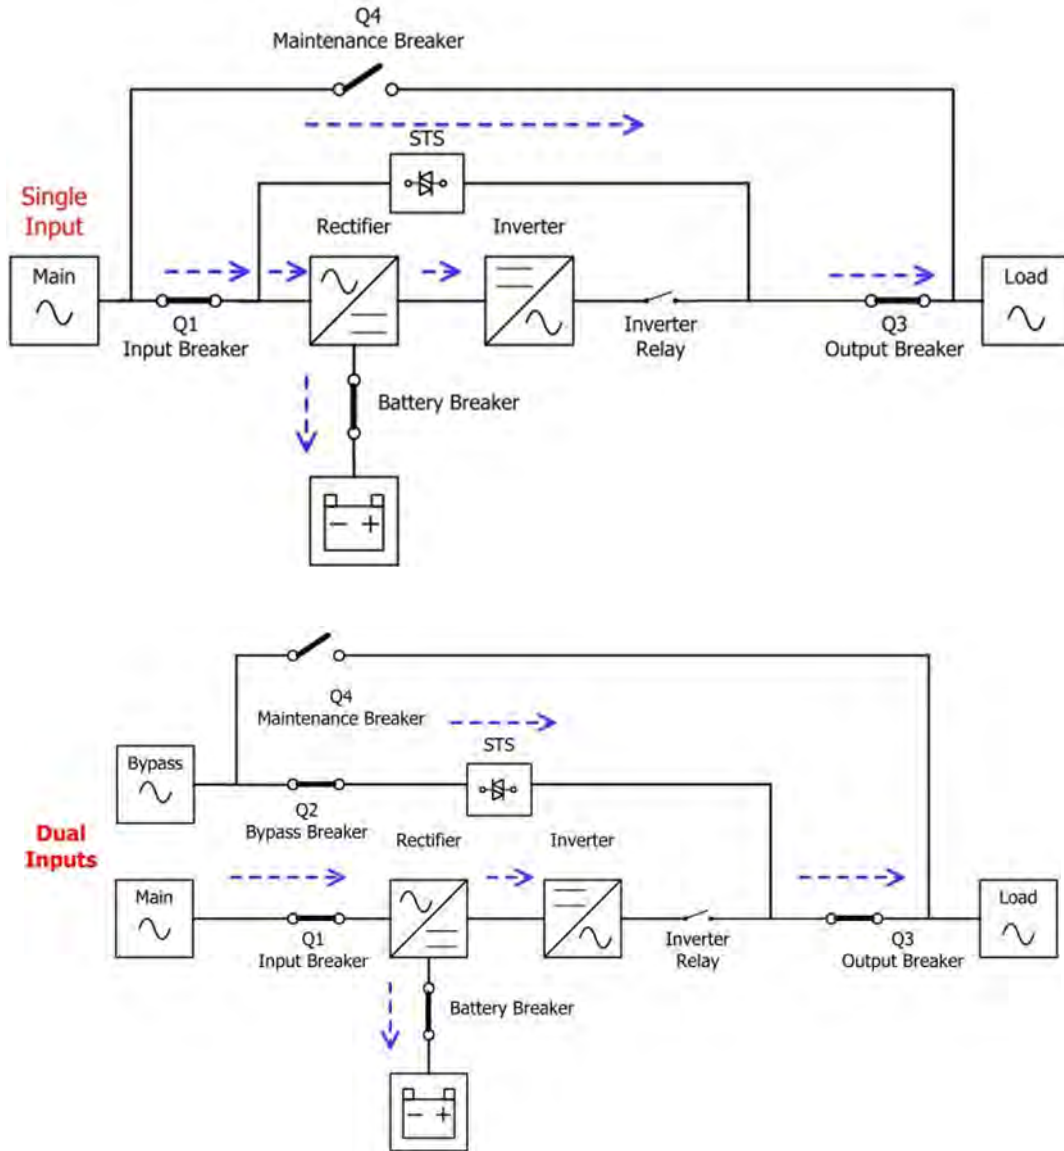 Q4
Maintenance Breaker
STS
Single
Input
Rectifier
Inverter
Main
Load
Q1
Input Breaker
Inverter
Relay
Q3
Output Breaker
Battery Breaker
- +
Q4
Maintenance Breaker
STS
Bypass
Q2
Bypass Breaker
Dual
Inputs
Rectifier
Inverter
Main
Load
Q1
Input Breaker
Inverter
Relay
Q3
Output Breaker
Battery Breaker
- +